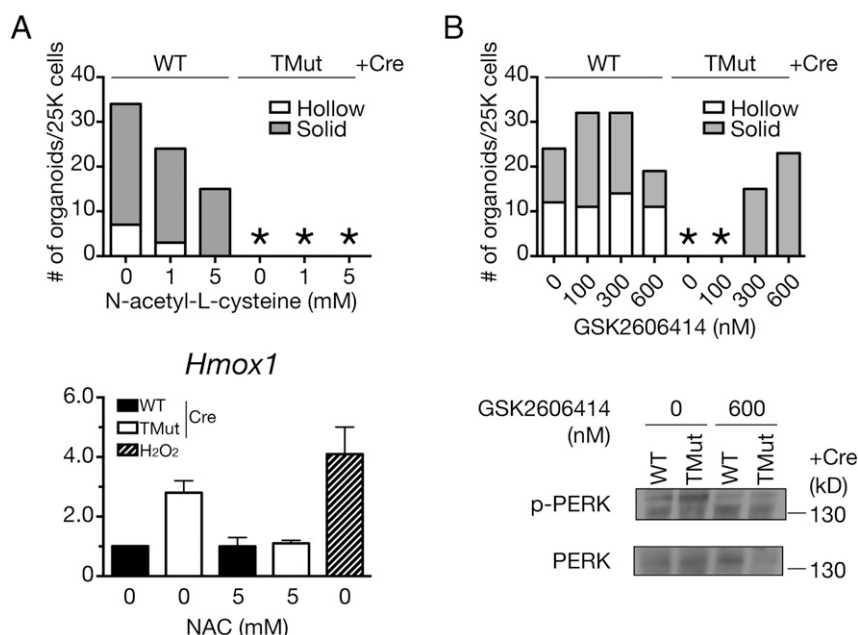 A
WT TMut +Cre
40
30
20
10
0
Hollow
Solid
# of organoids/25K cells
* * *
0 1 5 0 1 5
N-acetyl-L-cysteine (mM)
Hmox1
6.0
4.0
2.0
0
WT
TMut
Cre
H₂O₂
0 0 5 5 0
NAC (mM)
B
WT TMut +Cre
40
30
20
10
0
Hollow
Solid
# of organoids/25K cells
* *
0 100 300 600 0 100 300 600
GSK2606414 (nM)
GSK2606414 0 600
(nM)
WT TMut WT TMut +Cre
(kD)
p-PERK 130
PERK 130